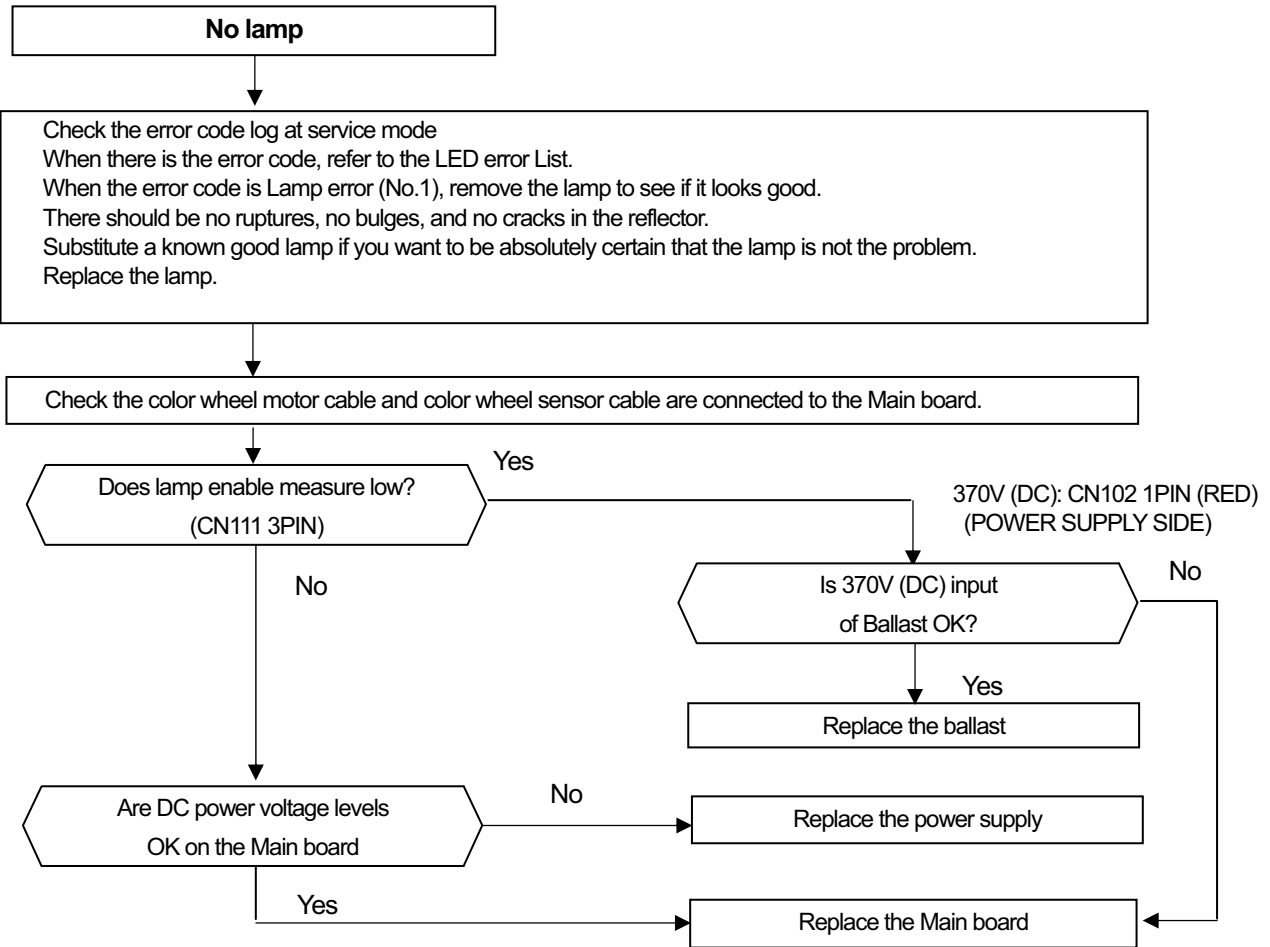 No lamp
Check the error code log at service mode
When there is the error code, refer to the LED error List.
When the error code is Lamp error (No.1), remove the lamp to see if it looks good.
There should be no ruptures, no bulges, and no cracks in the reflector.
Substitute a known good lamp if you want to be absolutely certain that the lamp is not the problem.
Replace the lamp.
Check the color wheel motor cable and color wheel sensor cable are connected to the Main board.
Does lamp enable measure low?
(CN111 3PIN)
Yes
No
370V (DC): CN102 1PIN (RED)
(POWER SUPPLY SIDE)
Is 370V (DC) input
of Ballast OK?
No
Yes
Replace the ballast
Are DC power voltage levels
OK on the Main board
No
Replace the power supply
Yes
Replace the Main board